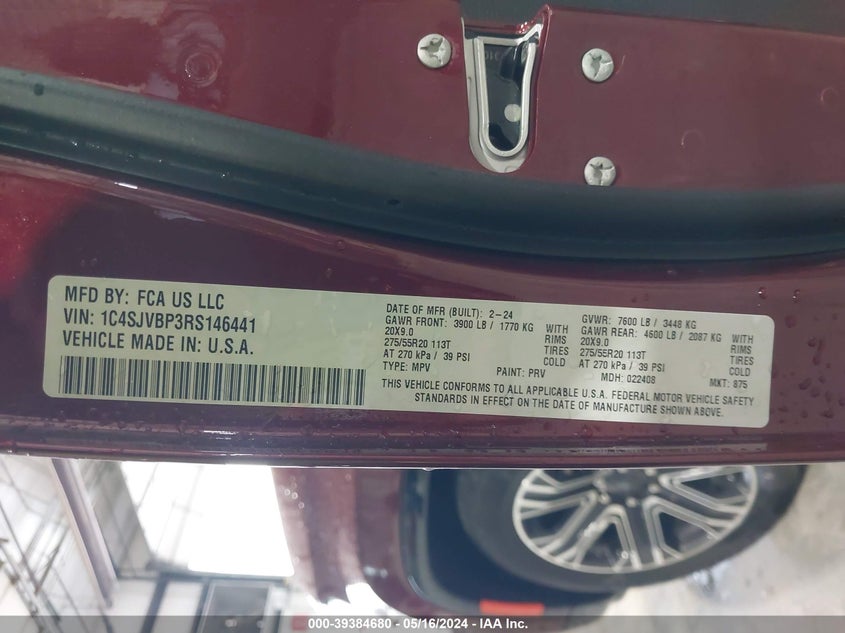 MFD BY: FCA US LLC
VIN: 1C4SJVBP3RS146441
VEHICLE MADE IN: U.S.A.
DATE OF MFR (BUILT): 2-24 GVWR: 7600 LB / 3448 KG
GAWR FRONT: 3900 LB / 1770 KG WITH GAWR REAR: 4600 LB / 2087 KG WITH
20X9.0 RIMS 20X9.0 RIMS
275/55R20 113T TIRES 275/55R20 113T TIRES
AT 270 kPa / 39 PSI COLD AT 270 kPa / 39 PSI COLD
TYPE: MPV PAINT: PRV MDH: 022408 MKT: 875
THIS VEHICLE CONFORMS TO ALL APPLICABLE U.S.A. FEDERAL MOTOR VEHICLE SAFETY
STANDARDS IN EFFECT ON THE DATE OF MANUFACTURE SHOWN ABOVE.
000-39384680 - 05/16/2024 - IAA Inc.